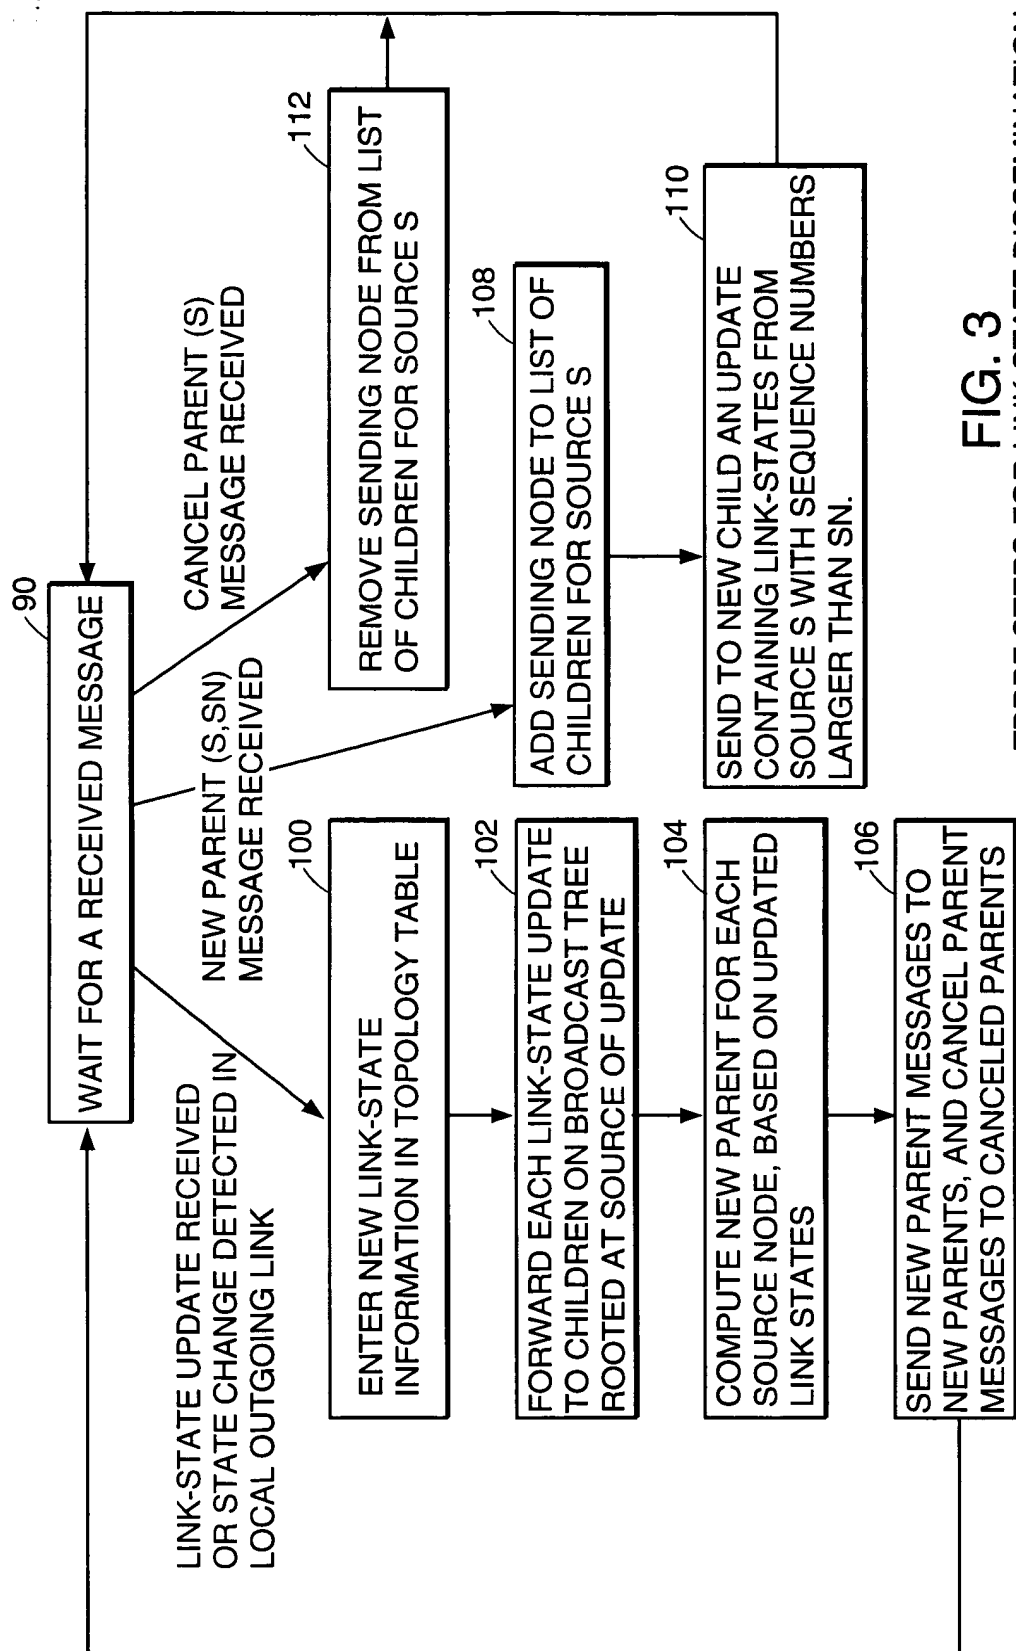 90
WAIT FOR A RECEIVED MESSAGE
LINK-STATE UPDATE RECEIVED
OR STATE CHANGE DETECTED IN
LOCAL OUTGOING LINK
NEW PARENT (S,SN)
MESSAGE RECEIVED
CANCEL PARENT (S)
MESSAGE RECEIVED
100
ENTER NEW LINK-STATE
INFORMATION IN TOPOLOGY TABLE
102
FORWARD EACH LINK-STATE UPDATE
TO CHILDREN ON BROADCAST TREE
ROOTED AT SOURCE OF UPDATE
104
COMPUTE NEW PARENT FOR EACH
SOURCE NODE, BASED ON UPDATED
LINK STATES
106
SEND NEW PARENT MESSAGES TO
NEW PARENTS, AND CANCEL PARENT
MESSAGES TO CANCELED PARENTS
108
ADD SENDING NODE TO LIST OF
CHILDREN FOR SOURCE S
110
SEND TO NEW CHILD AN UPDATE
CONTAINING LINK-STATES FROM
SOURCE S WITH SEQUENCE NUMBERS
LARGER THAN SN.
112
REMOVE SENDING NODE FROM LIST
OF CHILDREN FOR SOURCE S
FIG. 3
TBRPF STEPS FOR LINK-STATE DISSEMINATION